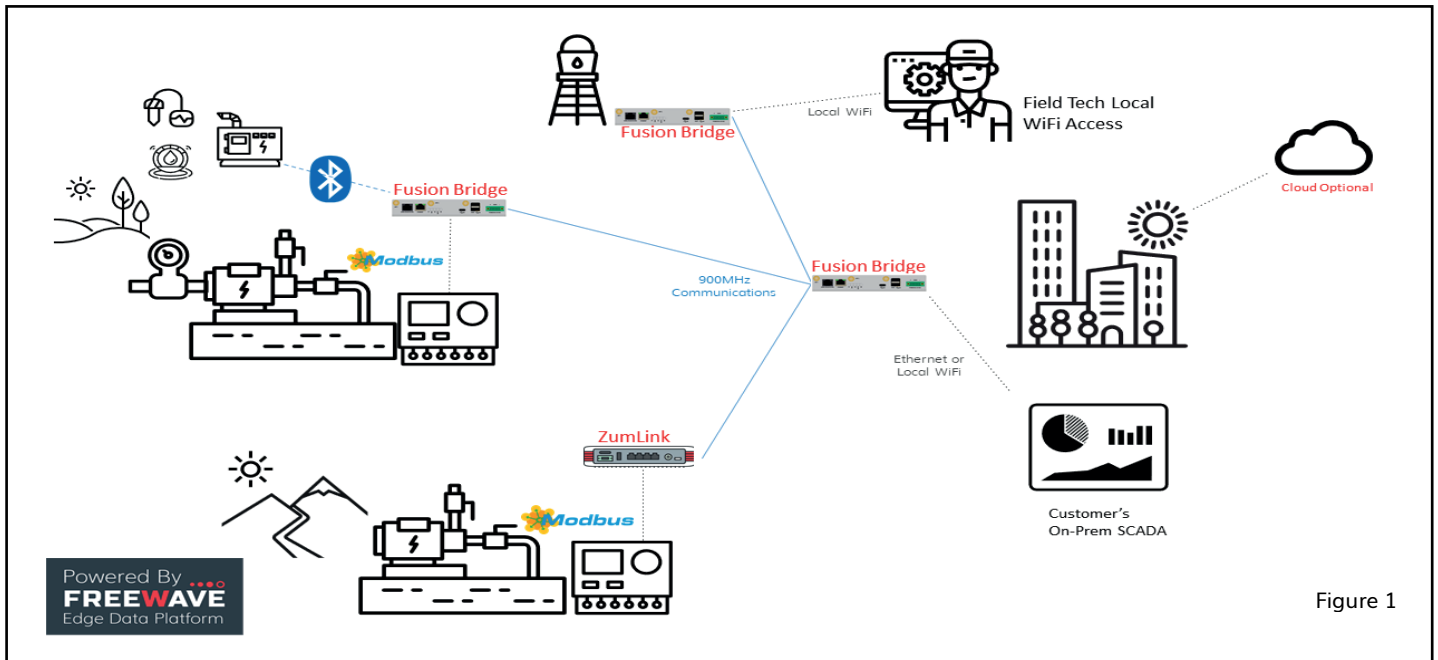 Fusion Bridge
Local WiFi
Field Tech Local
WiFi Access
Cloud Optional
Fusion Bridge
Modbus
900MHz
Communications
Fusion Bridge
Ethernet or
Local WiFi
ZumLink
Modbus
Customer's
On-Prem SCADA
Powered By
FREEWAVE
Edge Data Platform
Figure 1